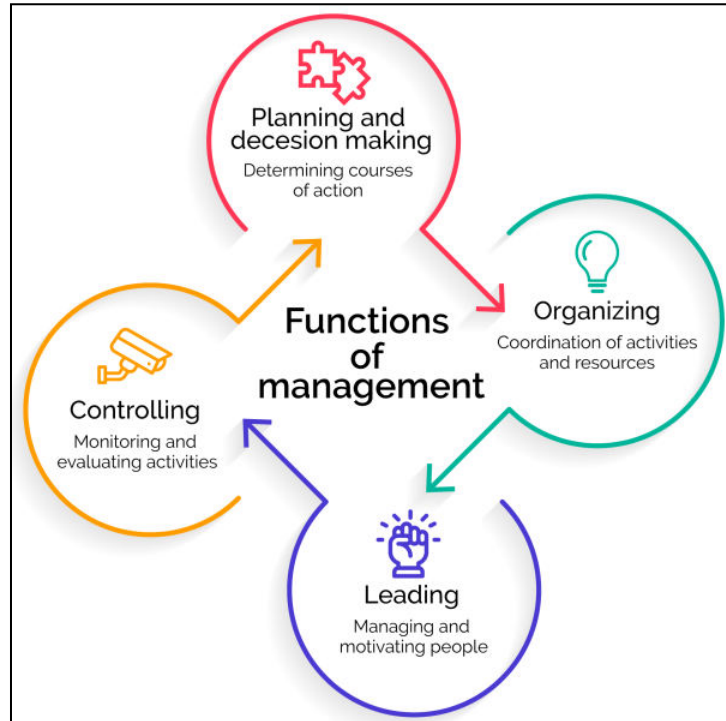 Planning and
decesion making
Determining courses
of action
Organizing
Coordination of activities
and resources
Functions
of
management
Controlling
Monitoring and
evaluating activities
Leading
Managing and
motivating people